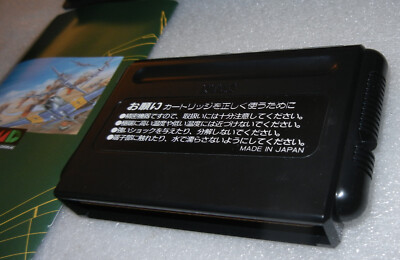 お願い カートリッジを正しく使うために
●精密機器ですので、取扱いには十分注意してください。
●極端に高い温度や低い温度には近づけないでください。
●強いショックを与えたり、分解しないでください。
●端子部に触れたり、水で濡らさないようにしてください。
MADE IN JAPAN